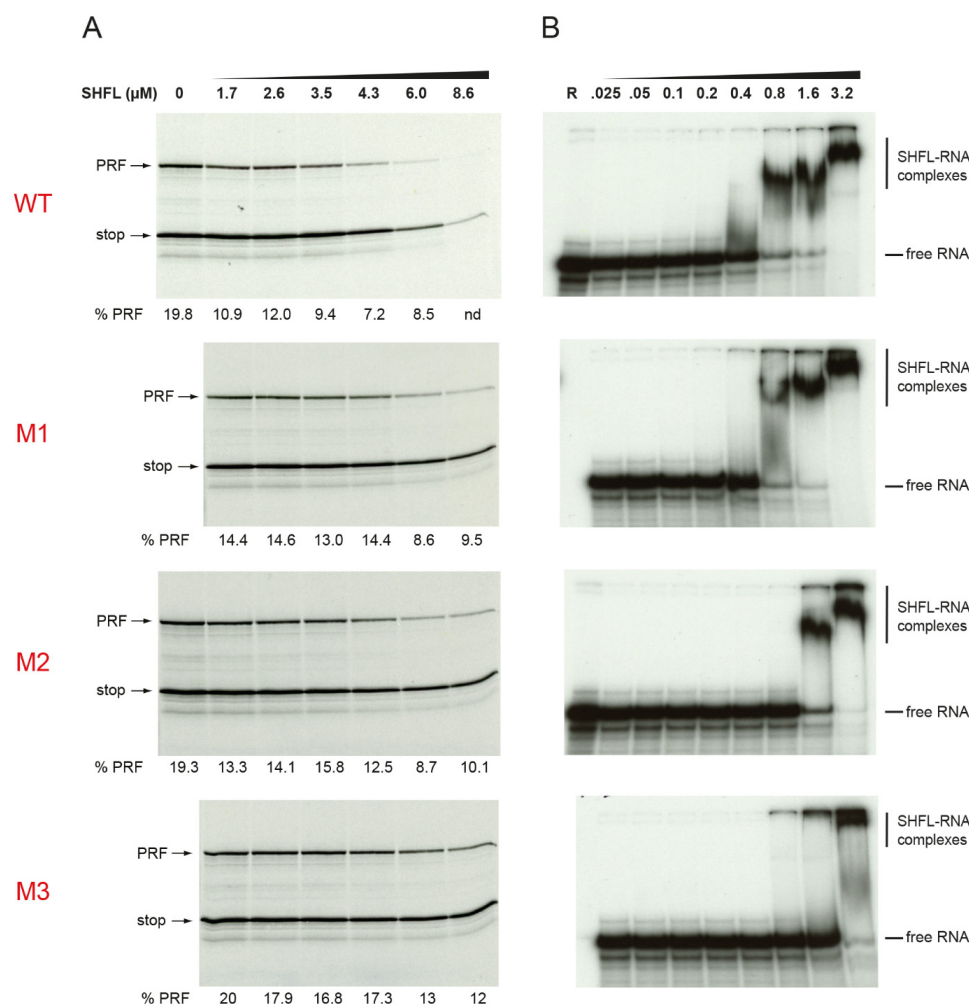 A
B
SHFL (µM) 0 1.7 2.6 3.5 4.3 6.0 8.6
R .025 .05 0.1 0.2 0.4 0.8 1.6 3.2
WT
PRF
stop
% PRF 19.8 10.9 12.0 9.4 7.2 8.5 nd
SHFL-RNA
complexes
free RNA
M1
PRF
stop
% PRF 14.4 14.6 13.0 14.4 8.6 9.5
SHFL-RNA
complexes
free RNA
M2
PRF
stop
% PRF 19.3 13.3 14.1 15.8 12.5 8.7 10.1
SHFL-RNA
complexes
free RNA
M3
PRF
stop
% PRF 20 17.9 16.8 17.3 13 12
SHFL-RNA
complexes
free RNA